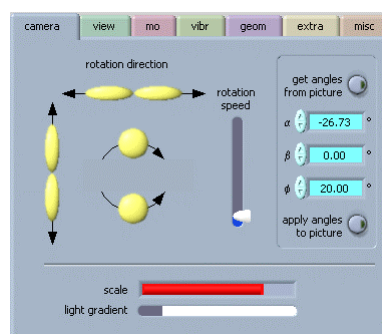 camera view mo vibr geom extra misc
rotation direction
rotation
speed
get angles
from picture
α -26.73
β 0.00
ϕ 20.00
apply angles
to picture
scale
light gradient